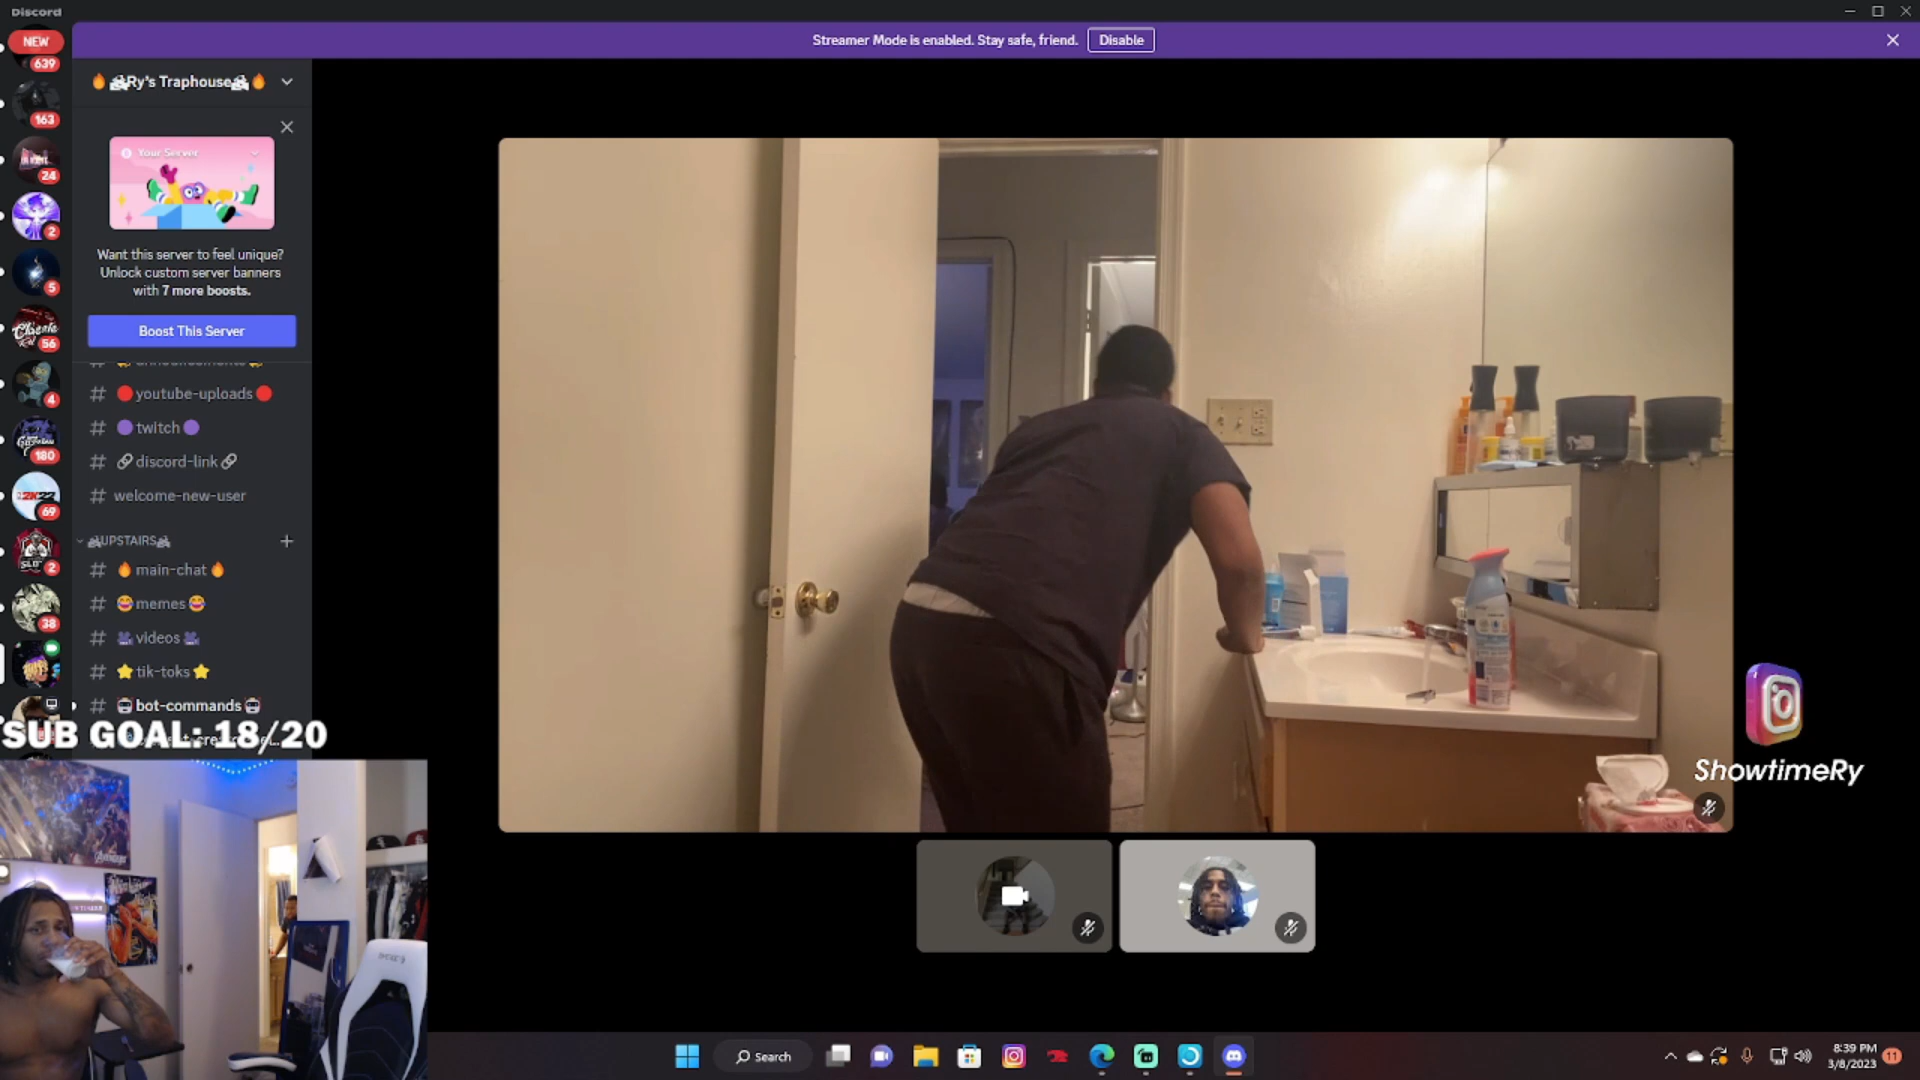 Discord
Streamer Mode is enabled. Stay safe, friend.
Disable
NEW
639
163
24
2
5
56
4
180
69
2
38
Ry's Traphouse
Your Server
Want this server to feel unique?
Unlock custom server banners
with 7 more boosts.
Boost This Server
# announcements
# youtube-uploads
# twitch
# discord-link
# welcome-new-user
UPSTAIRS
# main-chat
# memes
# videos
# tik-toks
# bot-commands
SUB GOAL: 18/20
ShowtimeRy
Search
8:39 PM
3/8/2023
11